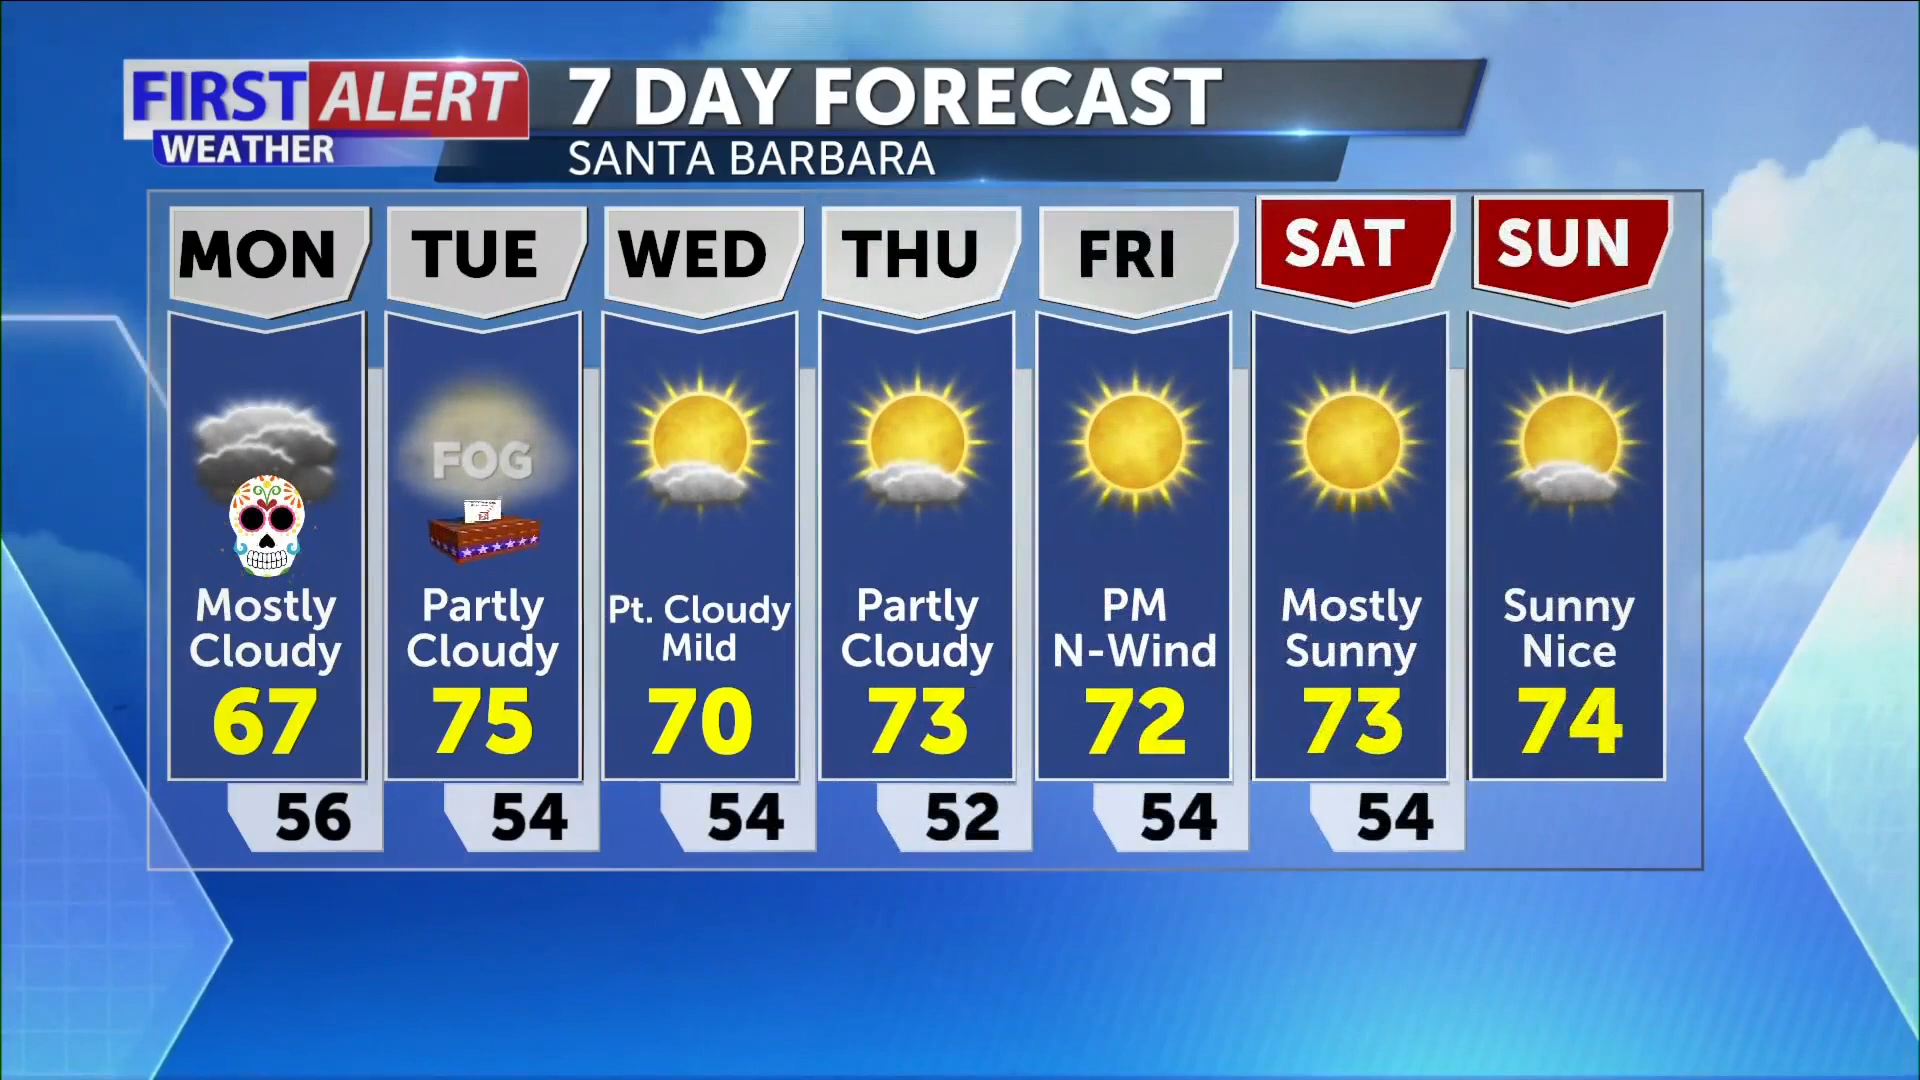 FIRST ALERT
WEATHER
7 DAY FORECAST
SANTA BARBARA
MON
TUE
WED
THU
FRI
SAT
SUN
FOG
Mostly
Cloudy
67
Partly
Cloudy
75
Pt. Cloudy
Mild
70
Partly
Cloudy
73
PM
N-Wind
72
Mostly
Sunny
73
Sunny
Nice
74
56
54
54
52
54
54